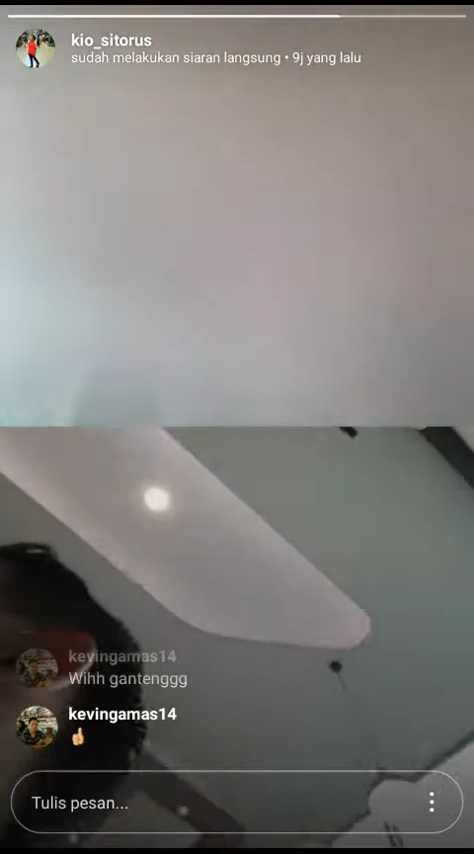 kio_sitorus
sudah melakukan siaran langsung • 9j yang lalu
kevingamas14
Wihh gantenggg
kevingamas14
👍
Tulis pesan...